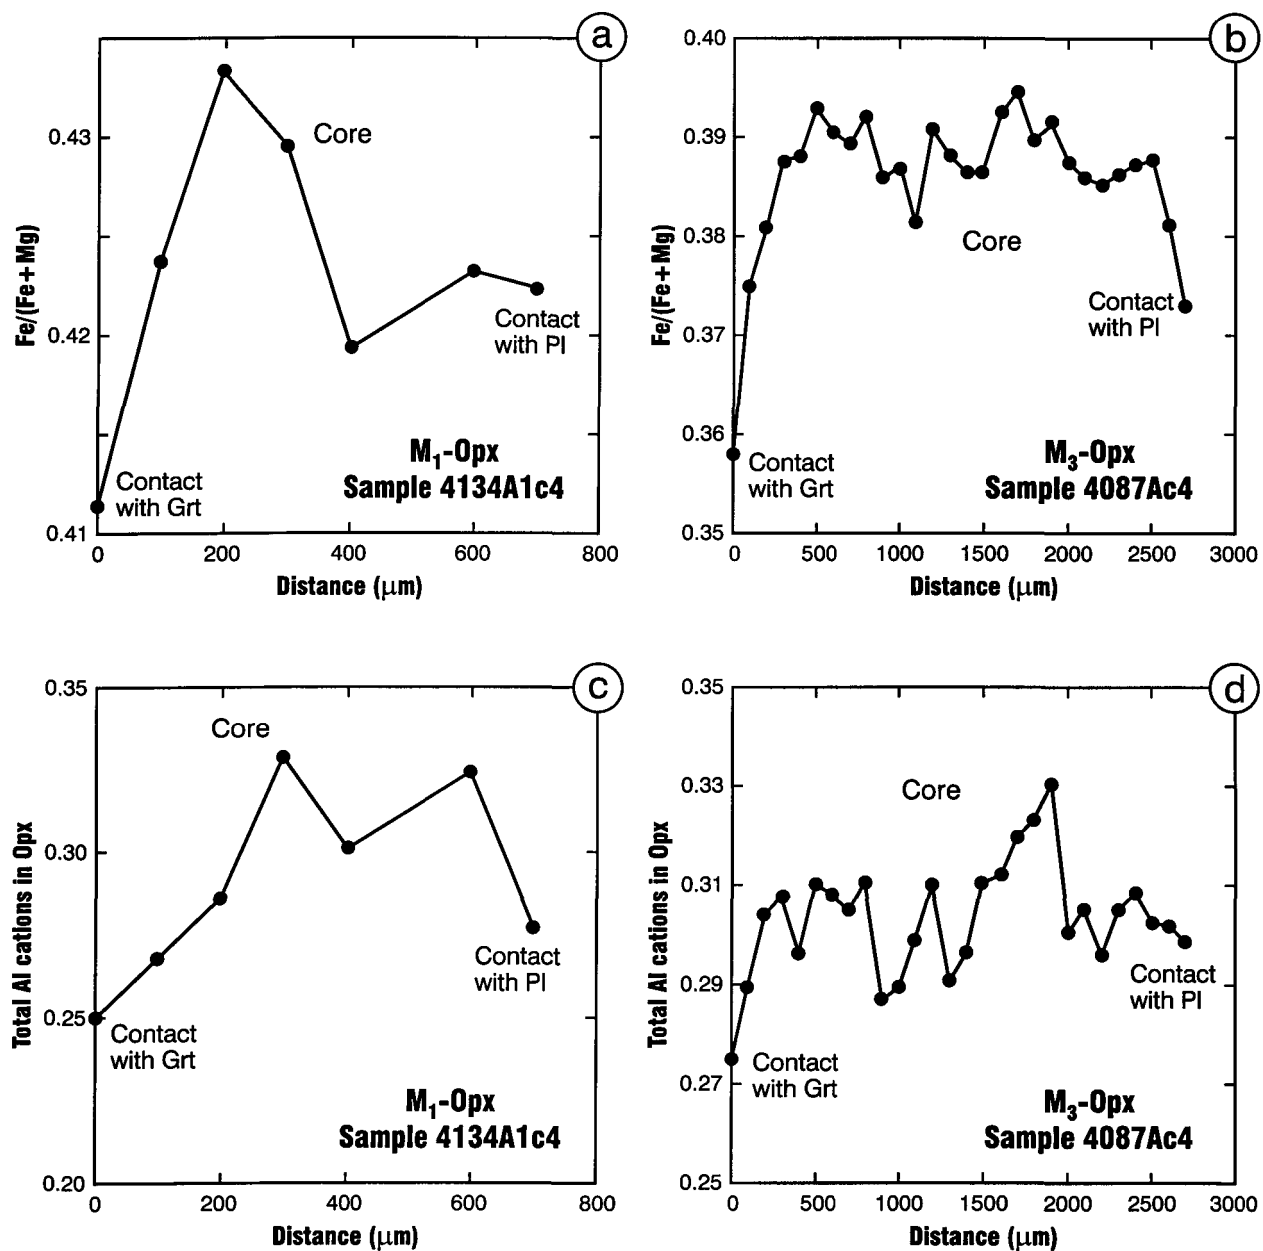 a
0.43
0.42
0.41
Fe/(Fe+Mg)
Core
Contact
with Pl
Contact
with Grt
M₁-Opx
Sample 4134A1c4
0 200 400 600 800
Distance (μm)
b
0.40
0.39
0.38
0.37
0.36
0.35
Fe/(Fe+Mg)
Core
Contact
with Pl
Contact
with Grt
M₃-Opx
Sample 4087Ac4
0 500 1000 1500 2000 2500 3000
Distance (μm)
c
0.35
0.30
0.25
0.20
Total Al cations in Opx
Core
Contact
with Pl
Contact
with Grt
M₁-Opx
Sample 4134A1c4
0 200 400 600 800
Distance (μm)
d
0.35
0.33
0.31
0.29
0.27
0.25
Total Al cations in Opx
Core
Contact
with Pl
Contact
with Grt
M₃-Opx
Sample 4087Ac4
0 500 1000 1500 2000 2500 3000
Distance (μm)